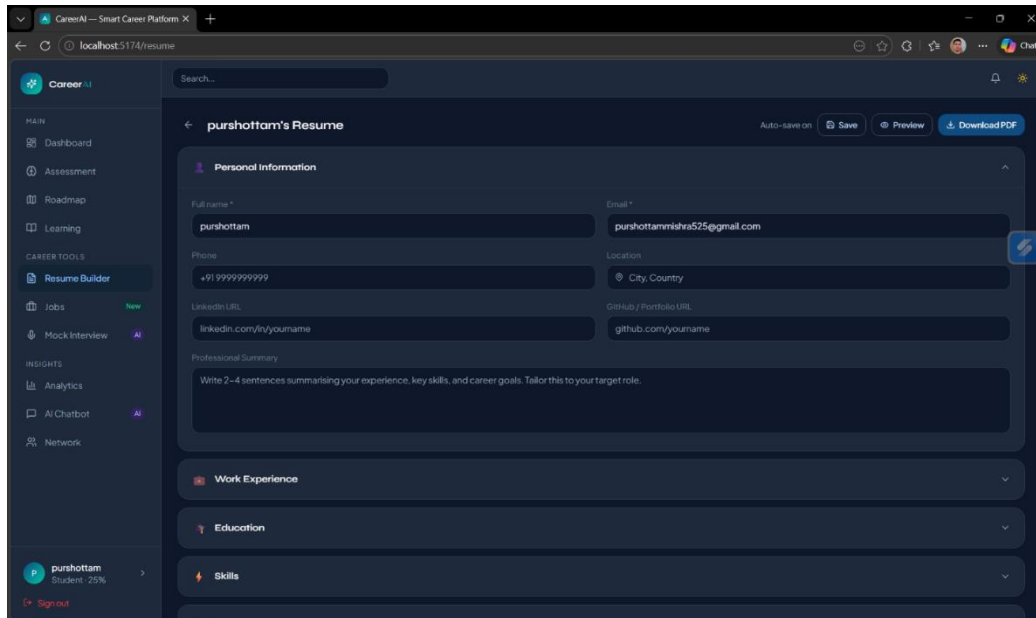 CareerAI — Smart Career Platform
localhost:5174/resume
Chat
CareerAI
Search...
MAIN
Dashboard
Assessment
Roadmap
Learning
CAREER TOOLS
Resume Builder
Jobs New
Mock Interview AI
INSIGHTS
Analytics
AI Chatbot AI
Network
P purshottam
Student · 25%
Sign out
purshottam's Resume
Auto-save on Save Preview Download PDF
Personal Information
Full name * Email *
purshottam purshottammishra525@gmail.com
Phone Location
+91 9999999999 City, Country
LinkedIn URL GitHub / Portfolio URL
linkedin.com/in/yourname github.com/yourname
Professional Summary
Write 2–4 sentences summarising your experience, key skills, and career goals. Tailor this to your target role.
Work Experience
Education
Skills